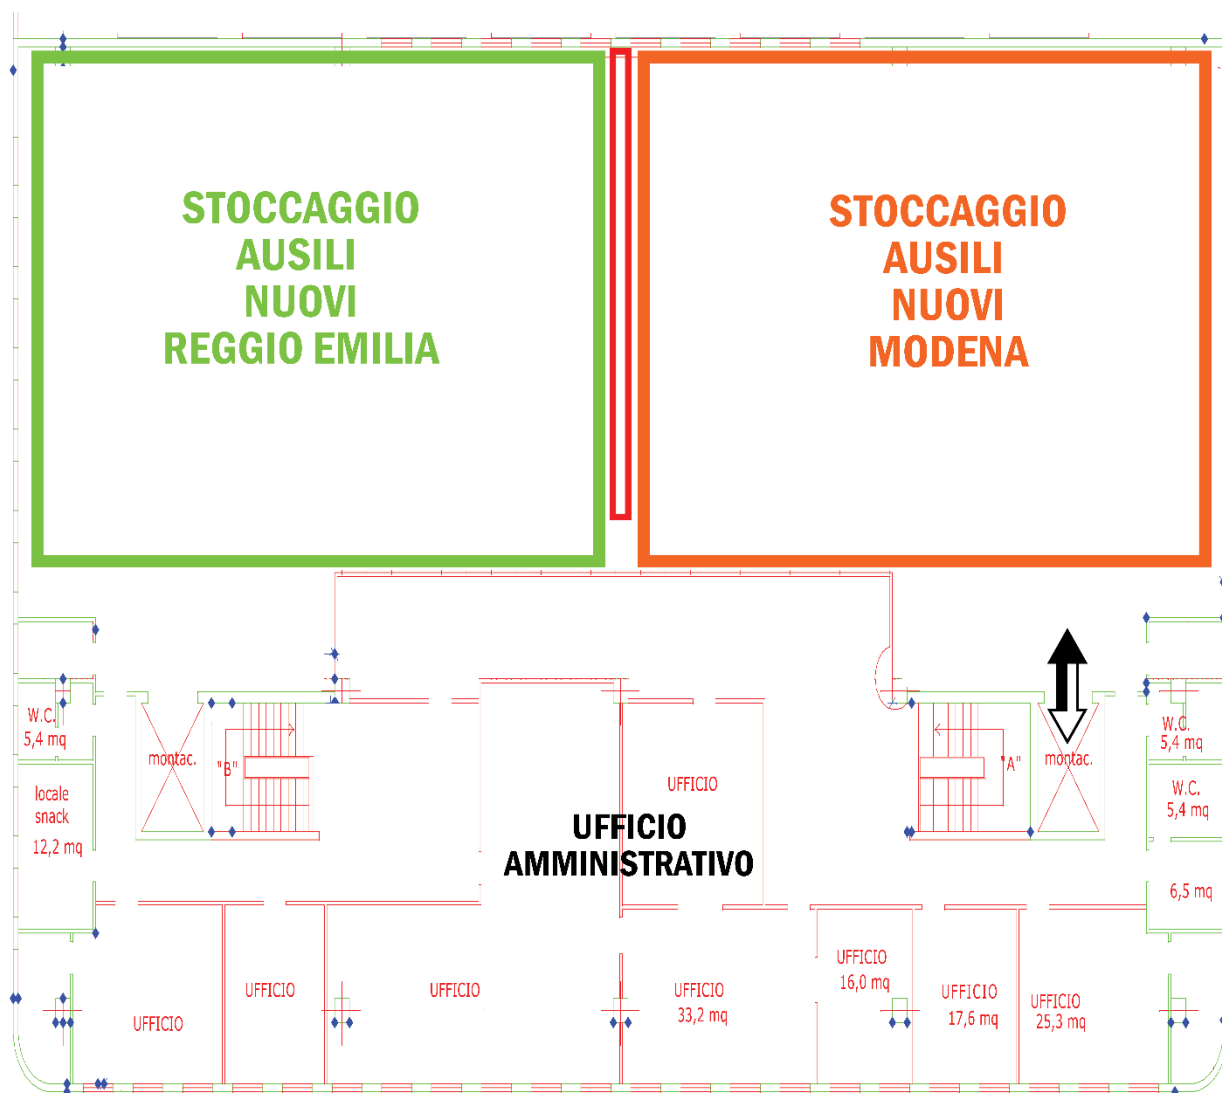 STOCCAGGIO
AUSILI
NUOVI
REGGIO EMILIA
STOCCAGGIO
AUSILI
NUOVI
MODENA
W.C.
5,4 mq
montac.
"B"
locale
snack
12,2 mq
UFFICIO
UFFICIO
AMMINISTRATIVO
"A"
montac.
W.C.
5,4 mq
W.C.
5,4 mq
6,5 mq
UFFICIO
UFFICIO
UFFICIO
UFFICIO
33,2 mq
UFFICIO
16,0 mq
UFFICIO
17,6 mq
UFFICIO
25,3 mq